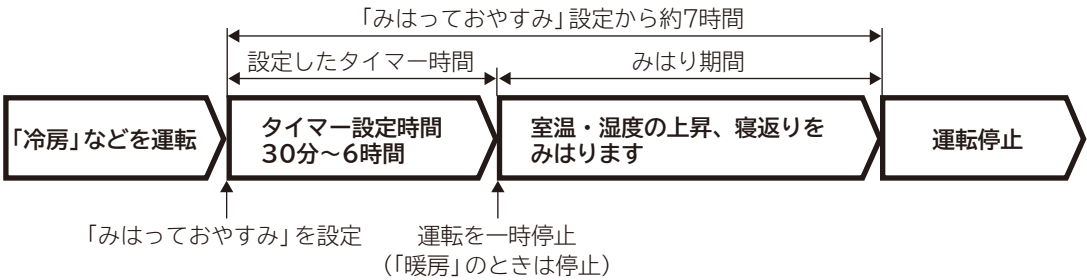 「みはっておやすみ」設定から約7時間
設定したタイマー時間
みはり期間
「冷房」などを運転
タイマー設定時間
30分～6時間
室温・湿度の上昇、寝返りを
みはります
運転停止
「みはっておやすみ」を設定
運転を一時停止
（「暖房」のときは停止）